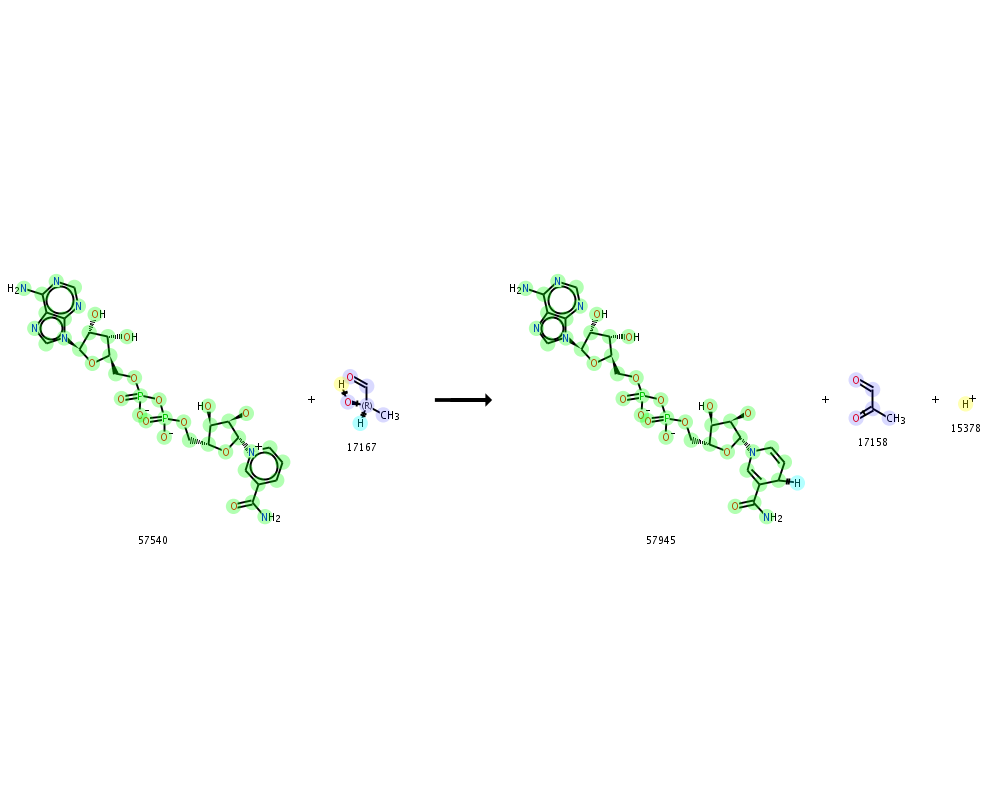 H₂N N N N N OH OH O O P O O⁻ O P O O⁻ O HO O O N⁺ O NH₂
57540
+
O H O (R) H CH₃
17167
H₂N N N N N OH OH O O P O O⁻ O P O O⁻ O HO O O N H O NH₂
57945
+
O O CH₃
17158
+
H⁺
15378